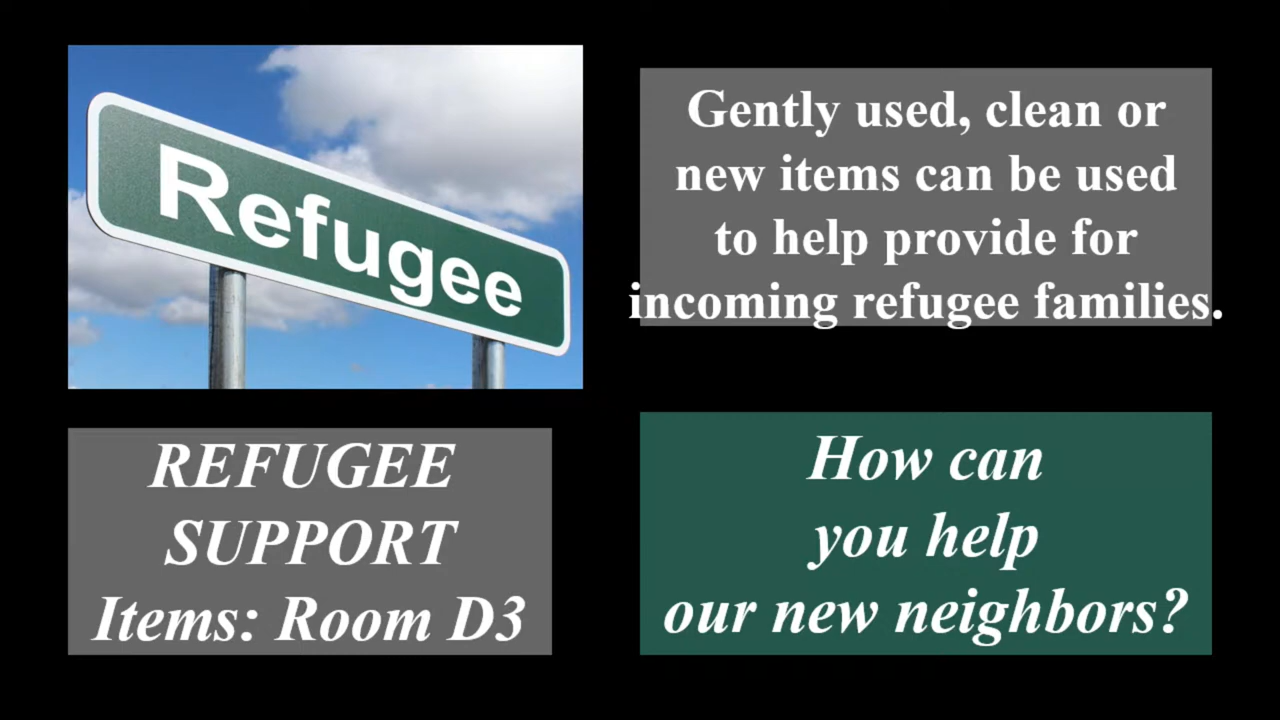 Refugee
Gently used, clean or
new items can be used
to help provide for
incoming refugee families.
REFUGEE
SUPPORT
Items: Room D3
How can
you help
our new neighbors?